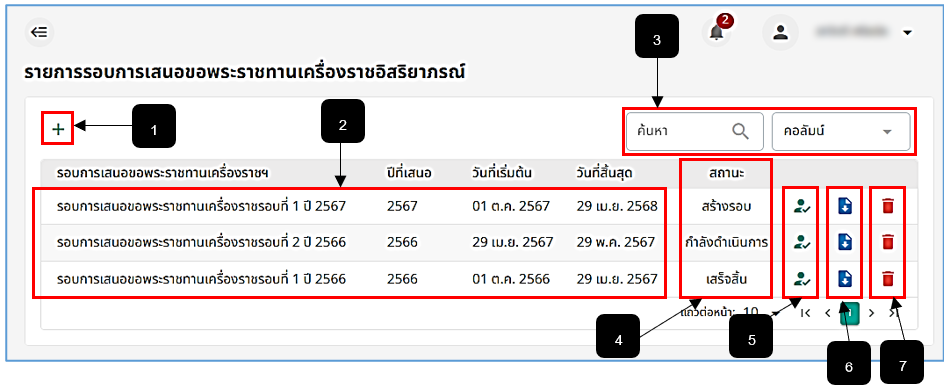 2
3
รายการรอบการเสนอขอพระราชทานเครื่องราชอิสริยาภรณ์
1
2
ค้นหา
คอลัมน์
รอบการเสนอขอพระราชทานเครื่องราชฯ ปีที่เสนอ วันที่เริ่มต้น วันที่สิ้นสุด สถานะ
รอบการเสนอขอพระราชทานเครื่องราชรอบที่ 1 ปี 2567 2567 01 ต.ค. 2567 29 เม.ย. 2568 สร้างรอบ
รอบการเสนอขอพระราชทานเครื่องราชรอบที่ 2 ปี 2566 2566 29 เม.ย. 2567 29 พ.ค. 2567 กำลังดำเนินการ
รอบการเสนอขอพระราชทานเครื่องราชรอบที่ 1 ปี 2566 2566 01 ต.ค. 2566 29 เม.ย. 2567 เสร็จสิ้น
แถวต่อหน้า: 10 1
4
5
6
7